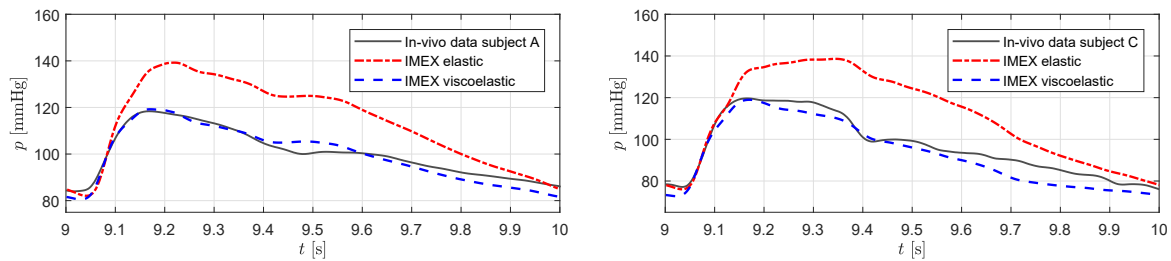 160
140
120
100
80
p [mmHg]
In-vivo data subject A
IMEX elastic
IMEX viscoelastic
9 9.1 9.2 9.3 9.4 9.5 9.6 9.7 9.8 9.9 10
t [s]
160
140
120
100
80
p [mmHg]
In-vivo data subject C
IMEX elastic
IMEX viscoelastic
9 9.1 9.2 9.3 9.4 9.5 9.6 9.7 9.8 9.9 10
t [s]